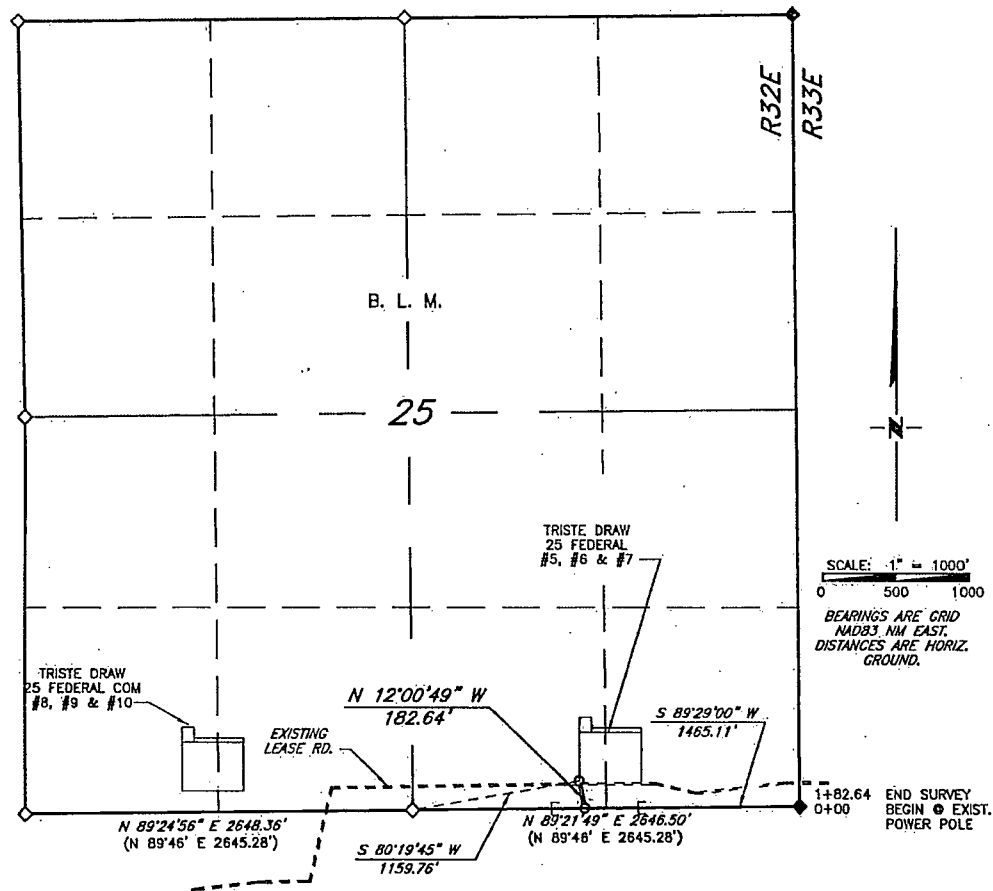 R32E
R33E
B. L. M.
25
TRISTE DRAW
25 FEDERAL
#5, #6 & #7
N
SCALE: 1" = 1000'
0 500 1000
BEARINGS ARE GRID
NAD83 NM EAST.
DISTANCES ARE HORIZ.
GROUND.
TRISTE DRAW
25 FEDERAL COM
#8, #9 & #10
N 12°00'49" W
182.64'
S 89°29'00" W
1465.11'
EXISTING
LEASE RD.
1+82.64 END SURVEY
0+00 BEGIN @ EXIST.
POWER POLE
N 89°24'56" E 2648.36'
(N 89°46' E 2645.28')
N 89°21'49" E 2646.50'
(N 89°46' E 2645.28')
S 80°19'45" W
1159.76'